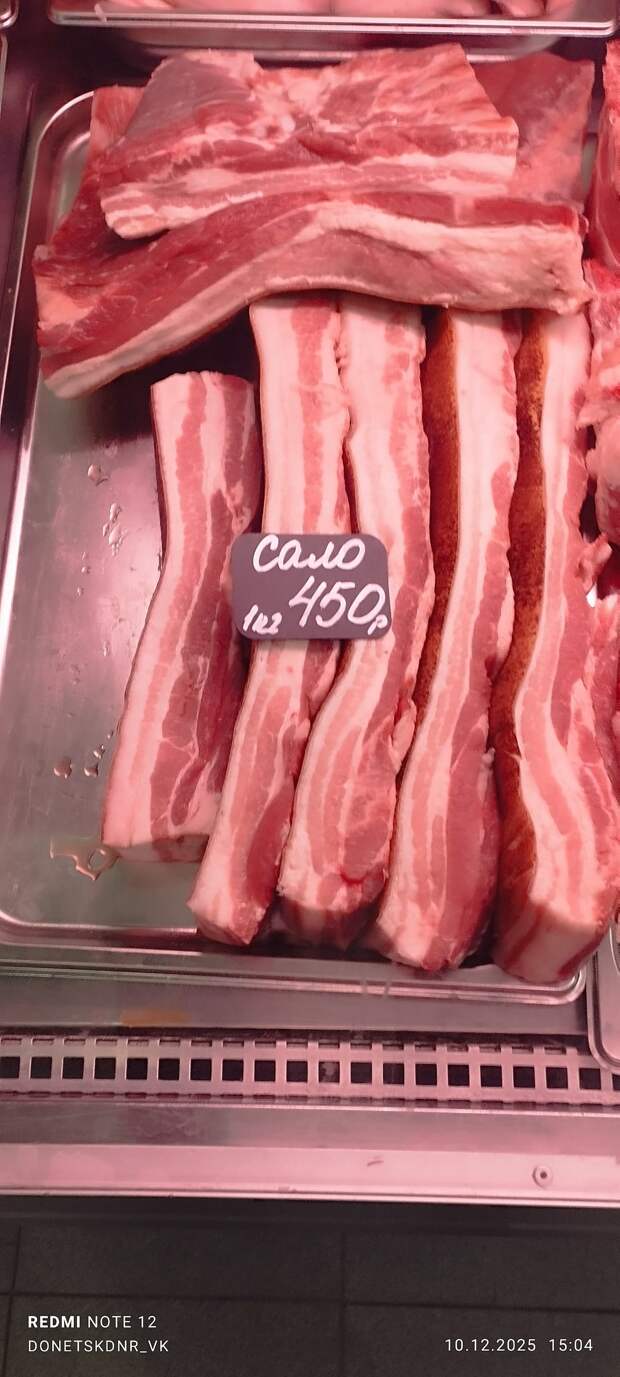 Сало
1кг 450р
REDMI NOTE 12
DONETSKDNR_VK
10.12.2025 15:04